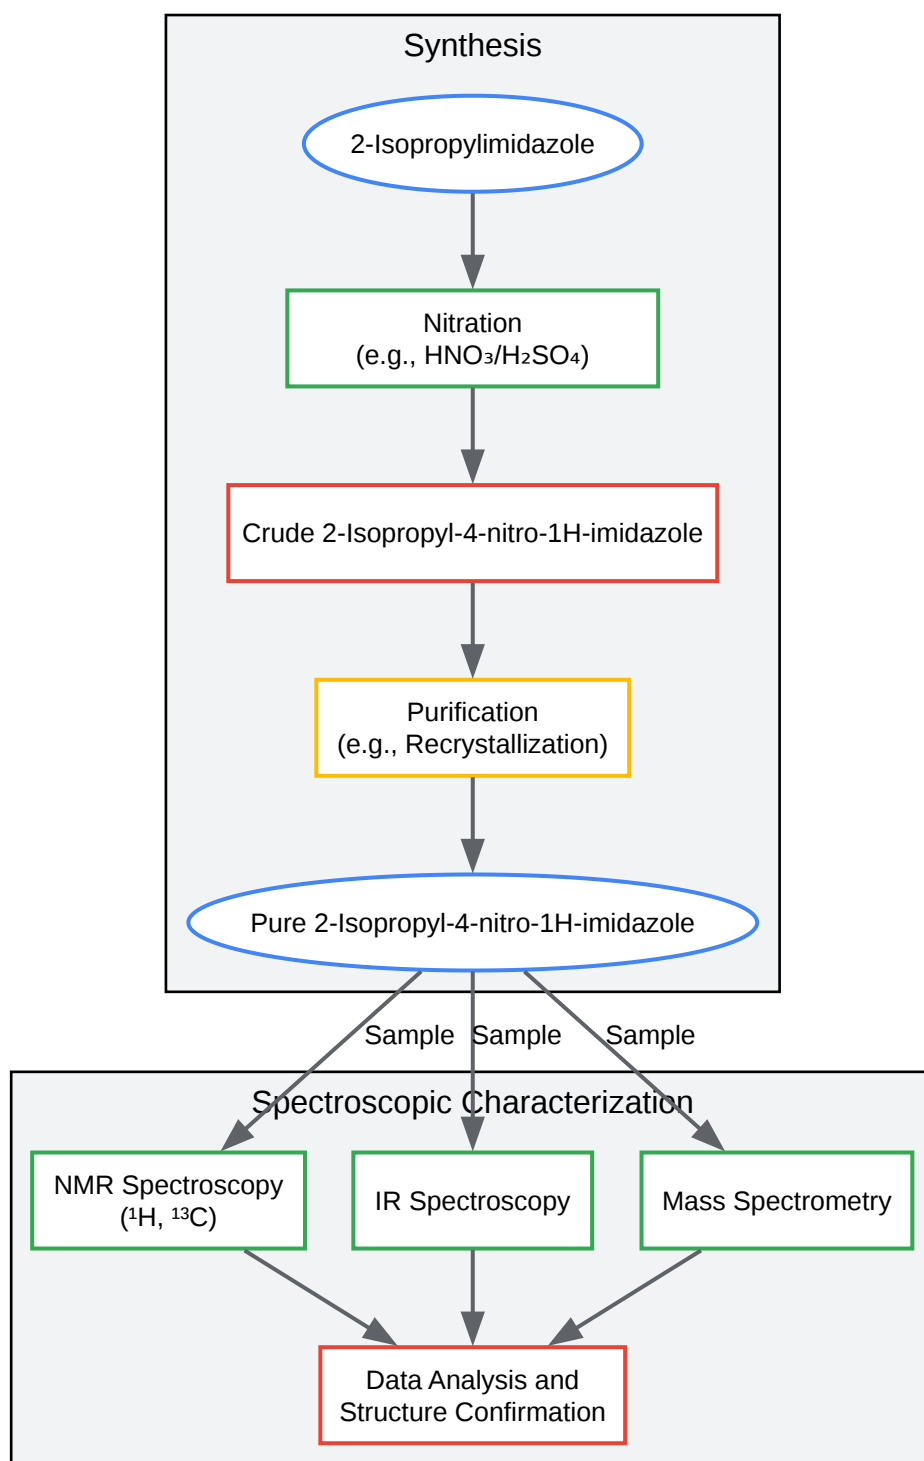 Synthesis
2-Isopropylimidazole
Nitration
(e.g., HNO₃/H₂SO₄)
Crude 2-Isopropyl-4-nitro-1H-imidazole
Purification
(e.g., Recrystallization)
Pure 2-Isopropyl-4-nitro-1H-imidazole
Sample Sample Sample
Spectroscopic Characterization
NMR Spectroscopy
(¹H, ¹³C)
IR Spectroscopy
Mass Spectrometry
Data Analysis and
Structure Confirmation